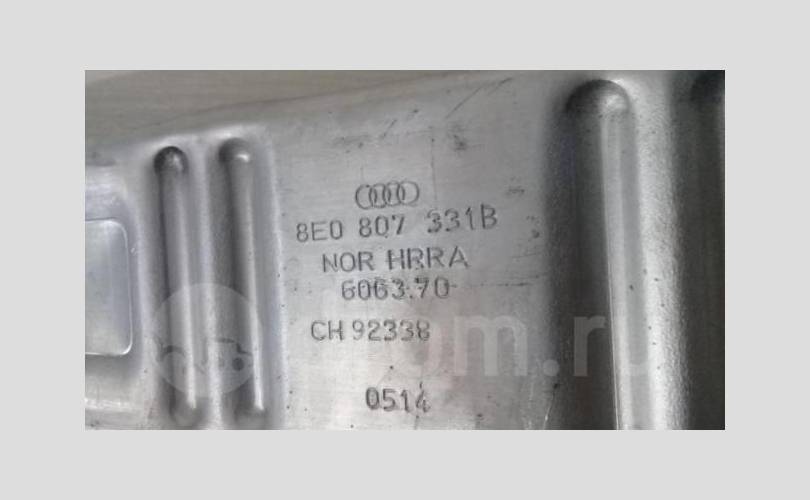 8E0 807 331B
NOR HRRA
6063.70
CH 92338
0514